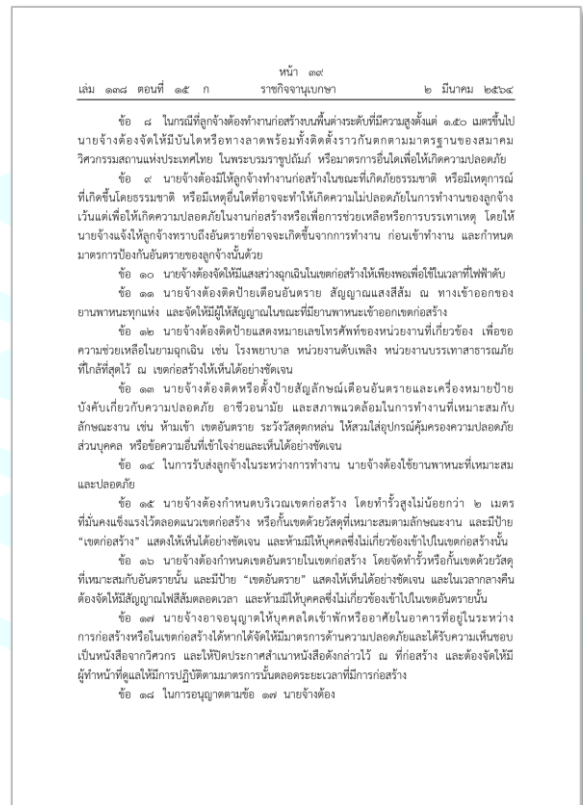 หน้า ๓๙
เล่ม ๑๓๘ ตอนที่ ๑๕ ก ราชกิจจานุเบกษา ๒ มีนาคม ๒๕๖๔
ข้อ ๘ ในกรณีที่ลูกจ้างต้องทำงานก่อสร้างบนพื้นต่างระดับที่มีความสูงตั้งแต่ ๑.๕๐ เมตรขึ้นไป
นายจ้างต้องจัดให้มีบันไดหรือทางลาดพร้อมทั้งติดตั้งราวกันตกตามมาตรฐานของสมาคม
วิศวกรรมสถานแห่งประเทศไทย ในพระบรมราชูปถัมภ์ หรือมาตรการอื่นใดเพื่อให้เกิดความปลอดภัย
ข้อ ๙ นายจ้างต้องมิให้ลูกจ้างทำงานก่อสร้างในขณะที่เกิดภัยธรรมชาติ หรือมีเหตุการณ์
ที่เกิดขึ้นโดยธรรมชาติ หรือมีเหตุอื่นใดที่อาจจะทำให้เกิดความไม่ปลอดภัยในการทำงานของลูกจ้าง
เว้นแต่เพื่อให้เกิดความปลอดภัยในงานก่อสร้างหรือเพื่อการช่วยเหลือหรือการบรรเทาเหตุ โดยให้
นายจ้างแจ้งให้ลูกจ้างทราบถึงอันตรายที่อาจจะเกิดขึ้นจากการทำงาน ก่อนเข้าทำงาน และกำหนด
มาตรการป้องกันอันตรายของลูกจ้างนั้นด้วย
ข้อ ๑๐ นายจ้างต้องจัดให้มีแสงสว่างฉุกเฉินในเขตก่อสร้างให้เพียงพอเพื่อใช้ในเวลาที่ไฟฟ้าดับ
ข้อ ๑๑ นายจ้างต้องติดป้ายเตือนอันตราย สัญญาณแสงสีส้ม ณ ทางเข้าออกของ
ยานพาหนะทุกแห่ง และจัดให้มีผู้ให้สัญญาณในขณะที่มียานพาหนะเข้าออกเขตก่อสร้าง
ข้อ ๑๒ นายจ้างต้องติดป้ายแสดงหมายเลขโทรศัพท์ของหน่วยงานที่เกี่ยวข้อง เพื่อขอ
ความช่วยเหลือในยามฉุกเฉิน เช่น โรงพยาบาล หน่วยงานดับเพลิง หน่วยงานบรรเทาสาธารณภัย
ที่ใกล้ที่สุดไว้ ณ เขตก่อสร้างให้เห็นได้อย่างชัดเจน
ข้อ ๑๓ นายจ้างต้องติดหรือตั้งป้ายสัญลักษณ์เตือนอันตรายและเครื่องหมายป้าย
บังคับเกี่ยวกับความปลอดภัย อาชีวอนามัย และสภาพแวดล้อมในการทำงานที่เหมาะสมกับ
ลักษณะงาน เช่น ห้ามเข้า เขตอันตราย ระวังวัสดุตกหล่น ให้สวมใส่อุปกรณ์คุ้มครองความปลอดภัย
ส่วนบุคคล หรือข้อความอื่นที่เข้าใจง่ายและเห็นได้อย่างชัดเจน
ข้อ ๑๔ ในการรับส่งลูกจ้างในระหว่างการทำงาน นายจ้างต้องใช้ยานพาหนะที่เหมาะสม
และปลอดภัย
ข้อ ๑๕ นายจ้างต้องกำหนดบริเวณเขตก่อสร้าง โดยทำรั้วสูงไม่น้อยกว่า ๒ เมตร
ที่มั่นคงแข็งแรงไว้ตลอดแนวเขตก่อสร้าง หรือกั้นเขตด้วยวัสดุที่เหมาะสมตามลักษณะงาน และมีป้าย
“เขตก่อสร้าง” แสดงให้เห็นได้อย่างชัดเจน และห้ามมิให้บุคคลซึ่งไม่เกี่ยวข้องเข้าไปในเขตก่อสร้างนั้น
ข้อ ๑๖ นายจ้างต้องกำหนดเขตอันตรายในเขตก่อสร้าง โดยจัดทำรั้วหรือกั้นเขตด้วยวัสดุ
ที่เหมาะสมกับอันตรายนั้น และมีป้าย “เขตอันตราย” แสดงให้เห็นได้อย่างชัดเจน และในเวลากลางคืน
ต้องจัดให้มีสัญญาณไฟสีส้มตลอดเวลา และห้ามมิให้บุคคลซึ่งไม่เกี่ยวข้องเข้าไปในเขตอันตรายนั้น
ข้อ ๑๗ นายจ้างอาจอนุญาตให้บุคคลใดเข้าพักหรืออาศัยในอาคารที่อยู่ในระหว่าง
การก่อสร้างหรือในเขตก่อสร้างได้หากได้จัดให้มีมาตรการด้านความปลอดภัยและได้รับความเห็นชอบ
เป็นหนังสือจากวิศวกร และให้ปิดประกาศสำเนาหนังสือดังกล่าวไว้ ณ ที่ก่อสร้าง และต้องจัดให้มี
ผู้ทำหน้าที่ดูแลให้มีการปฏิบัติตามมาตรการนั้นตลอดระยะเวลาที่มีการก่อสร้าง
ข้อ ๑๘ ในการอนุญาตตามข้อ ๑๗ นายจ้างต้อง